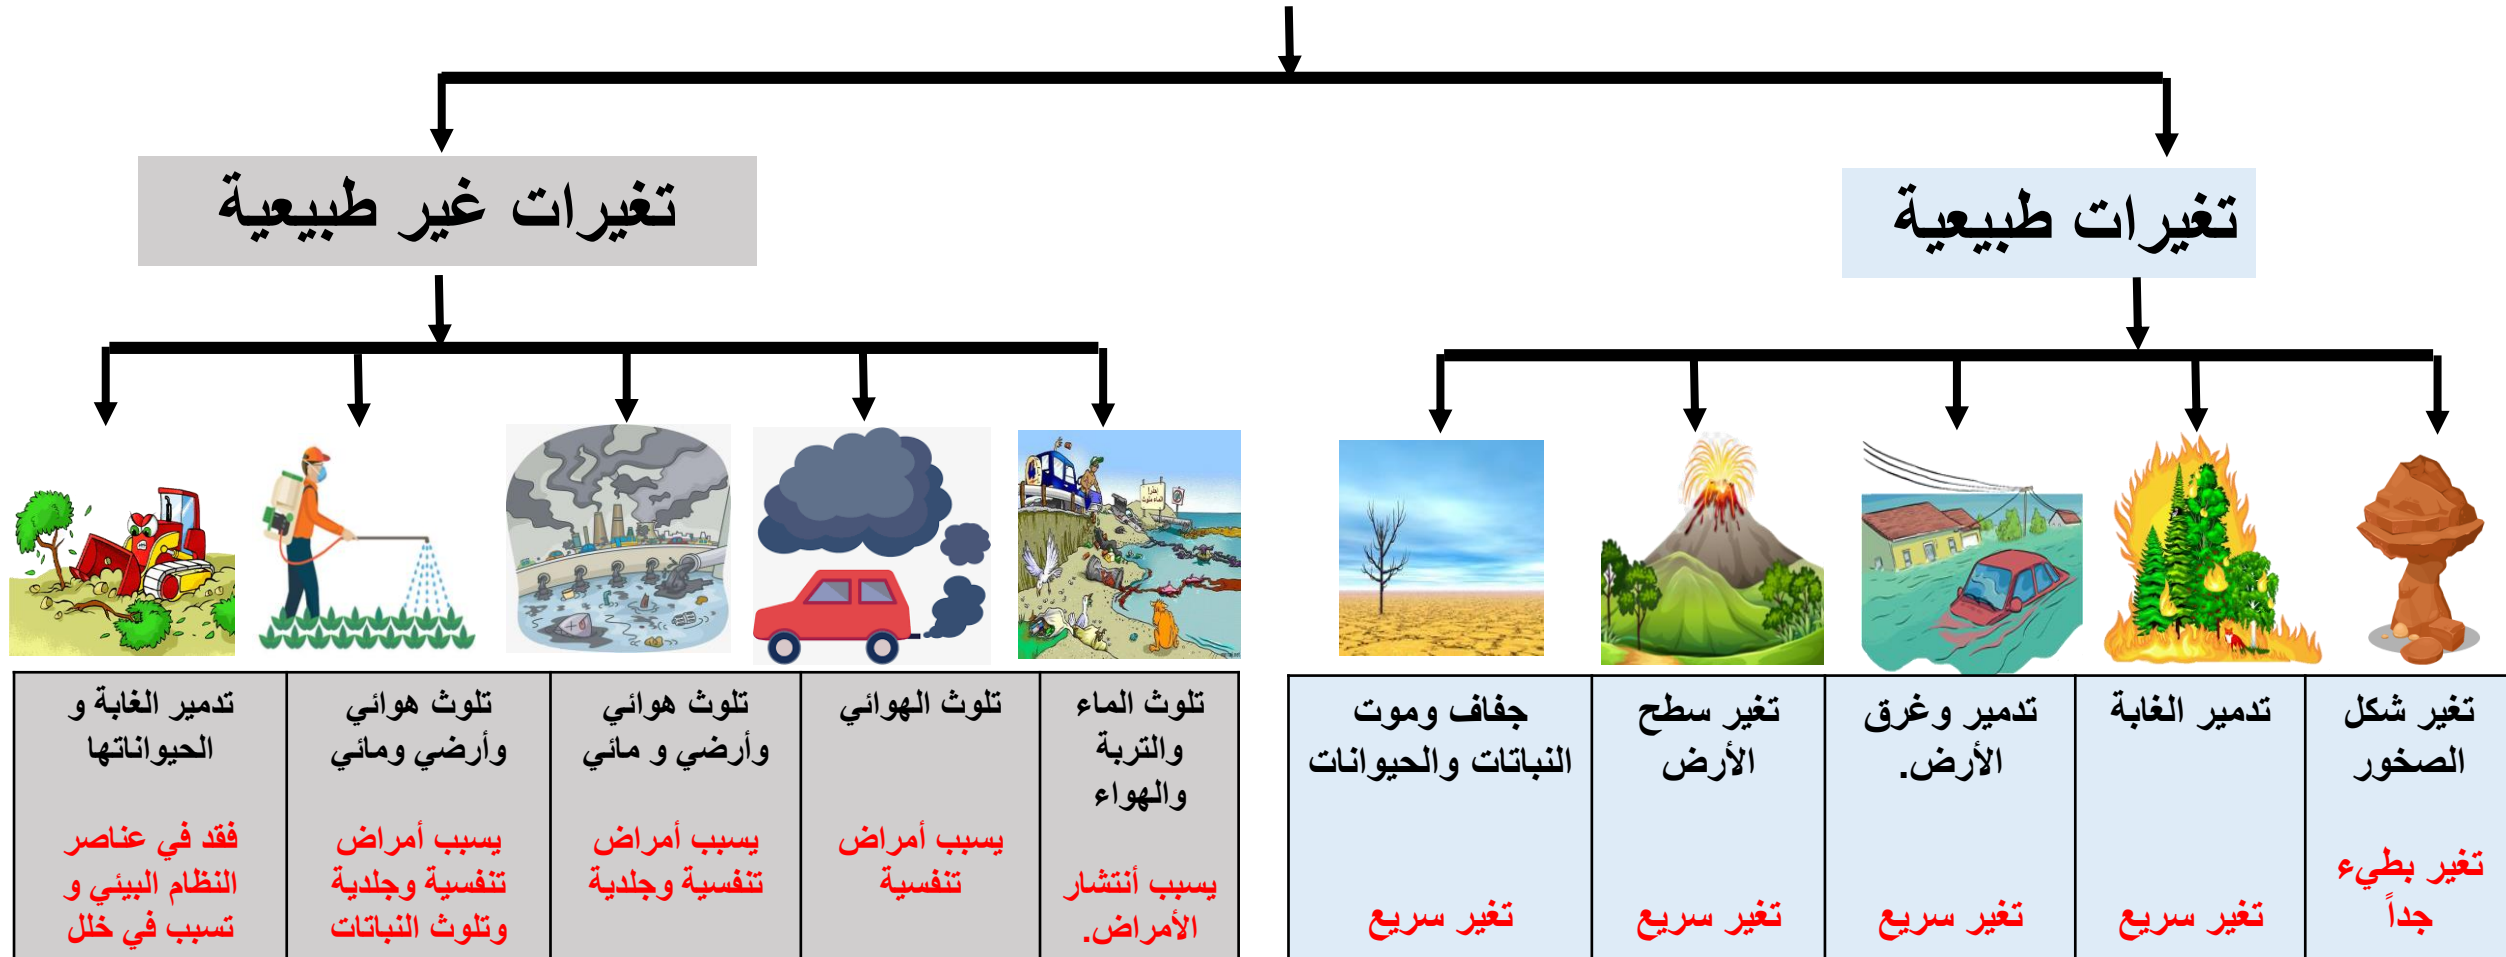 تغيرات طبيعية
تغيرات غير طبيعية
تغير شكل
الصخور
تغير بطيء
جداً
تدمير الغابة
تغير سريع
تدمير وغرق
الأرض.
تغير سريع
تغير سطح
الأرض
تغير سريع
جفاف وموت
النباتات والحيوانات
تغير سريع
تلوث الماء
والتربة
والهواء
يسبب أنتشار
الأمراض.
تلوث الهوائي
يسبب أمراض
تنفسية
تلوث هوائي
وأرضي و مائي
يسبب أمراض
تنفسية وجلدية
تلوث هوائي
وأرضي ومائي
يسبب أمراض
تنفسية وجلدية
وتلوث النباتات
تدمير الغابة و
الحيواناتها
فقد في عناصر
النظام البيئي و
تسبب في خلل